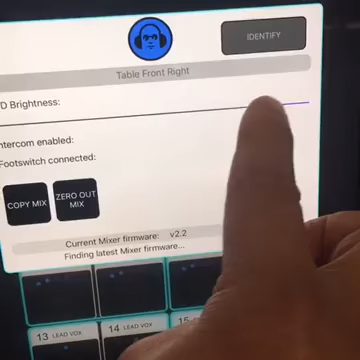 IDENTIFY
Table Front Right
D Brightness:
ntercom enabled:
Footswitch connected:
COPY MIX
ZERO OUT
MIX
Current Mixer firmware: v2.2
Finding latest Mixer firmware...
13 LEAD VOX
14 LEAD VOX
15